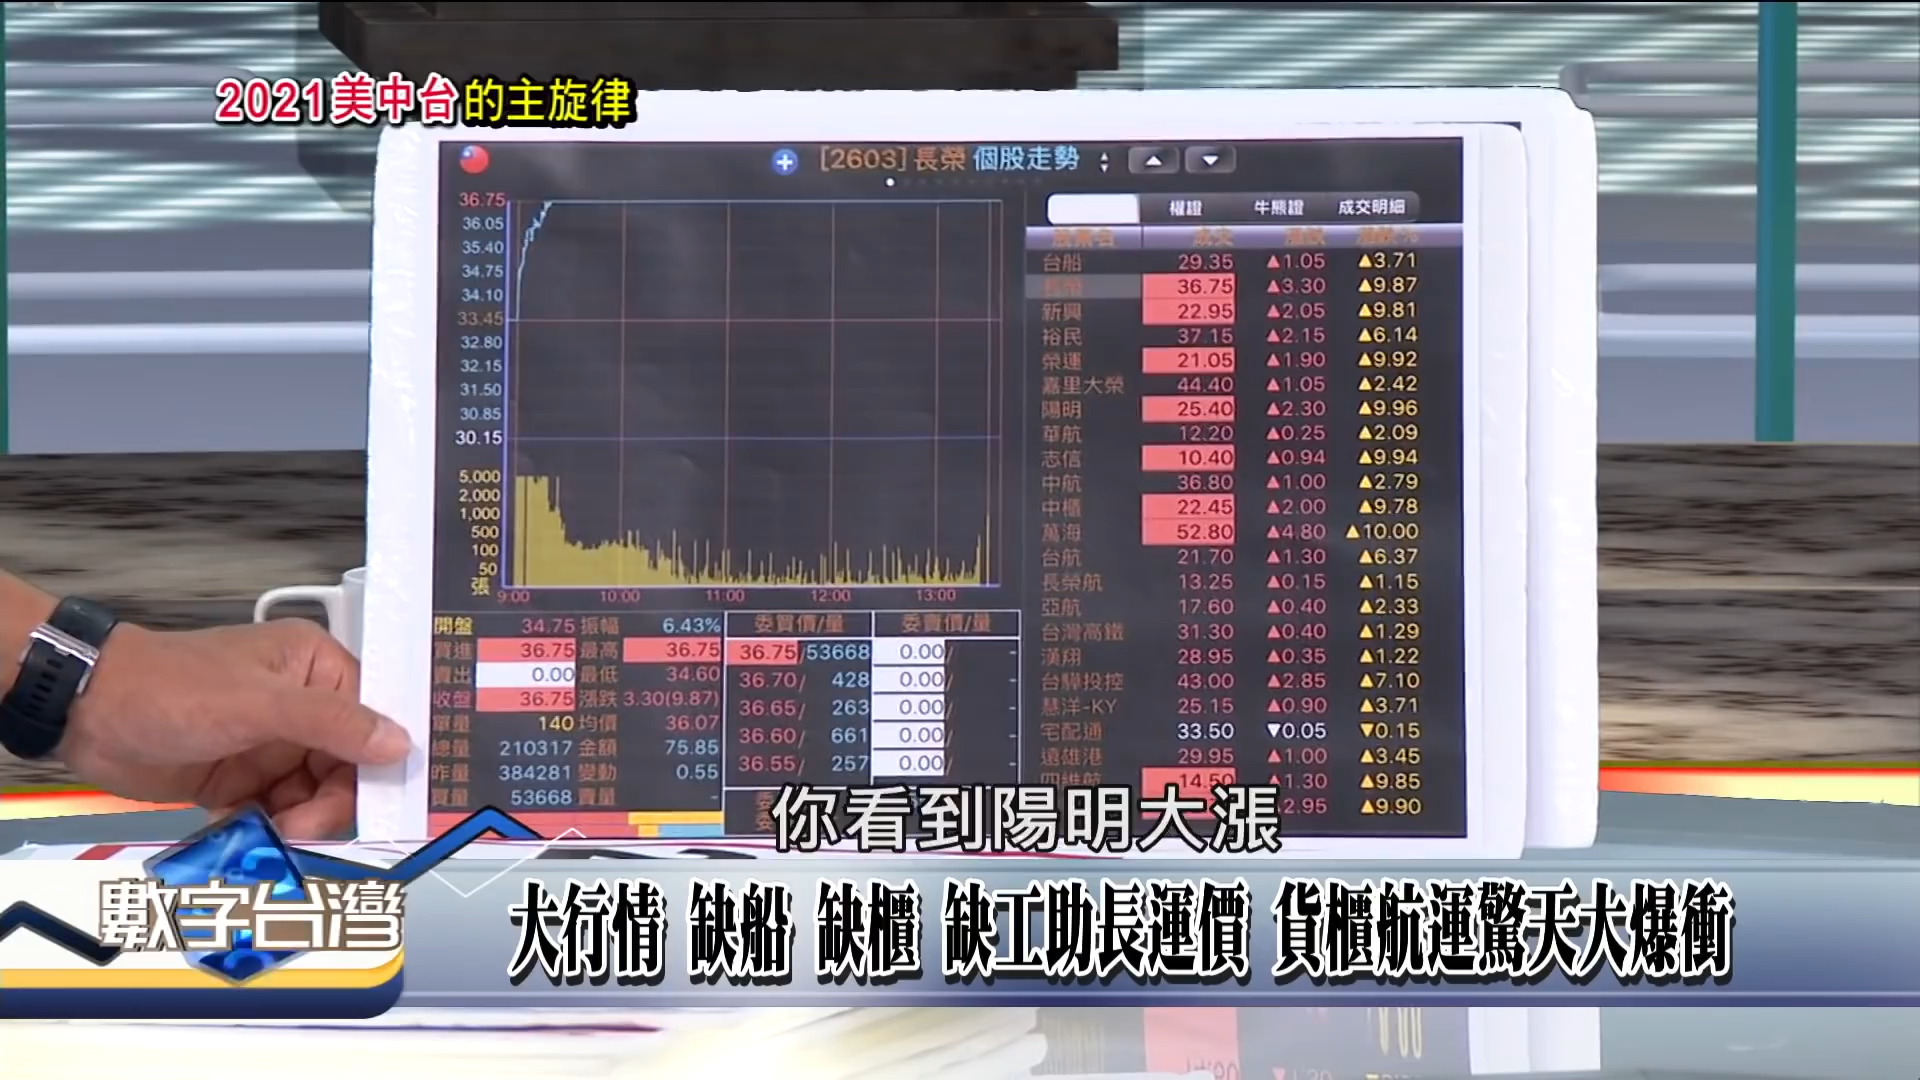 2021美中台的主旋律
[2603] 長榮 個股走勢
權證 牛熊證 成交明細
36.75
36.05
35.40
34.75
34.10
33.45
32.80
32.15
31.50
30.85
30.15
5,000
2,000
1,000
500
100
50
張
9:00 10:00 11:00 12:00 13:00
股票名 成交 漲跌 漲跌%
台船 29.35 ▲1.05 ▲3.71
長榮 36.75 ▲3.30 ▲9.87
新興 22.95 ▲2.05 ▲9.81
裕民 37.15 ▲2.15 ▲6.14
榮運 21.05 ▲1.90 ▲9.92
嘉里大榮 44.40 ▲1.05 ▲2.42
陽明 25.40 ▲2.30 ▲9.96
華航 12.20 ▲0.25 ▲2.09
志信 10.40 ▲0.94 ▲9.94
中航 36.80 ▲1.00 ▲2.79
中櫃 22.45 ▲2.00 ▲9.78
萬海 52.80 ▲4.80 ▲10.00
台航 21.70 ▲1.30 ▲6.37
長榮航 13.25 ▲0.15 ▲1.15
亞航 17.60 ▲0.40 ▲2.33
台灣高鐵 31.30 ▲0.40 ▲1.29
漢翔 28.95 ▲0.35 ▲1.22
台驊投控 43.00 ▲2.85 ▲7.10
慧洋-KY 25.15 ▲0.90 ▲3.71
宅配通 33.50 ▼0.05 ▼0.15
遠雄港 29.95 ▲1.00 ▲3.45
四維航 14.50 ▲1.30 ▲9.85
2.95 ▲9.90
開盤 34.75 振幅 6.43%
買進 36.75 最高 36.75
賣出 0.00 最低 34.60
收盤 36.75 漲跌 3.30(9.87)
單量 140 均價 36.07
總量 210317 金額 75.85
昨量 384281 變動 0.55
買量 53668 賣量 -
委買價/量 委賣價/量
36.75/53668 0.00/ -
36.70/ 428 0.00/ -
36.65/ 263 0.00/ -
36.60/ 661 0.00/ -
36.55/ 257 0.00/ -
你看到陽明大漲
數字台灣
大行情 缺船 缺櫃 缺工助長運價 貨櫃航運驚天大爆衝